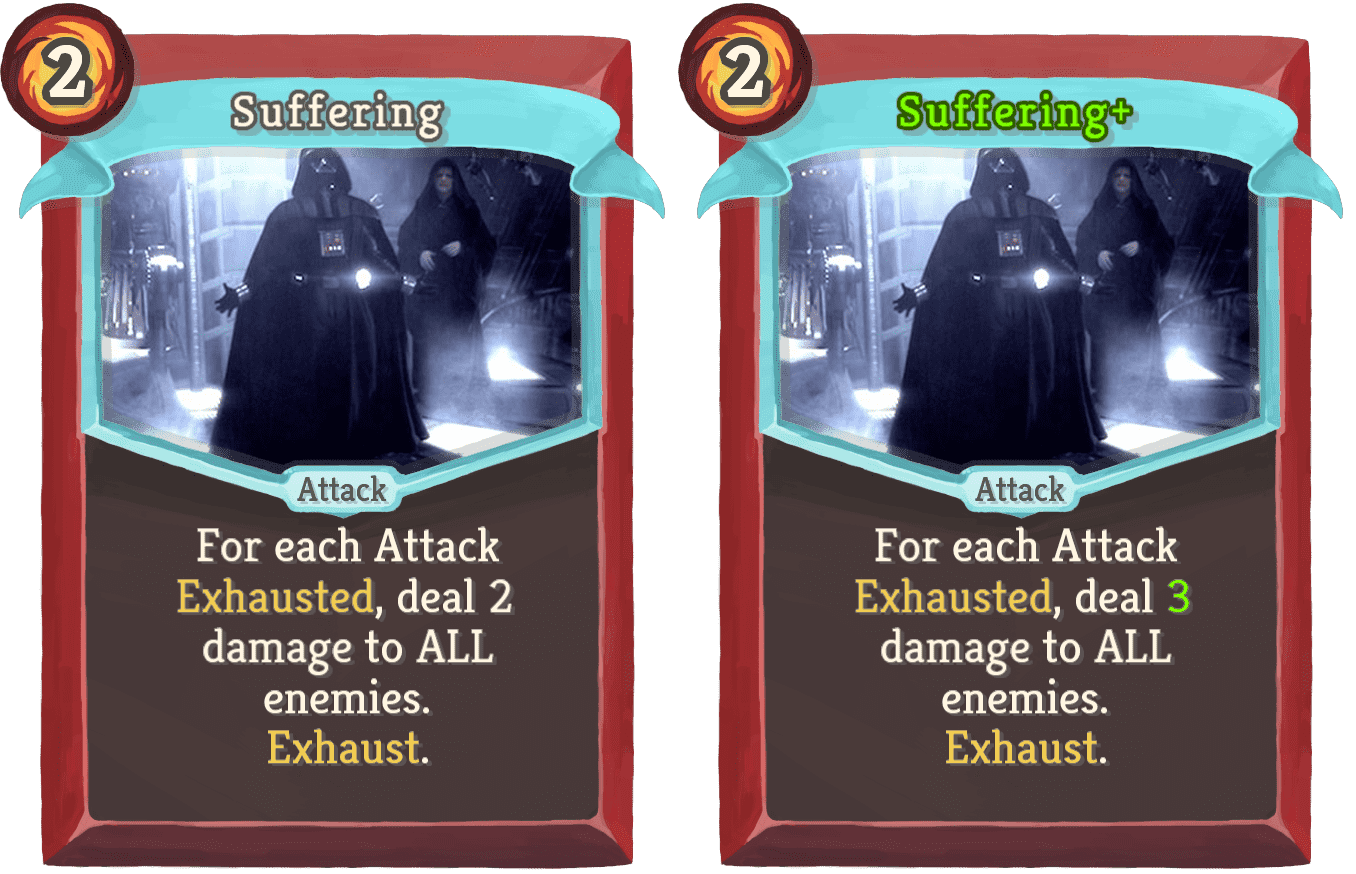 2
Suffering
Attack
For each Attack
Exhausted, deal 2
damage to ALL
enemies.
Exhaust.
2
Suffering+
Attack
For each Attack
Exhausted, deal 3
damage to ALL
enemies.
Exhaust.